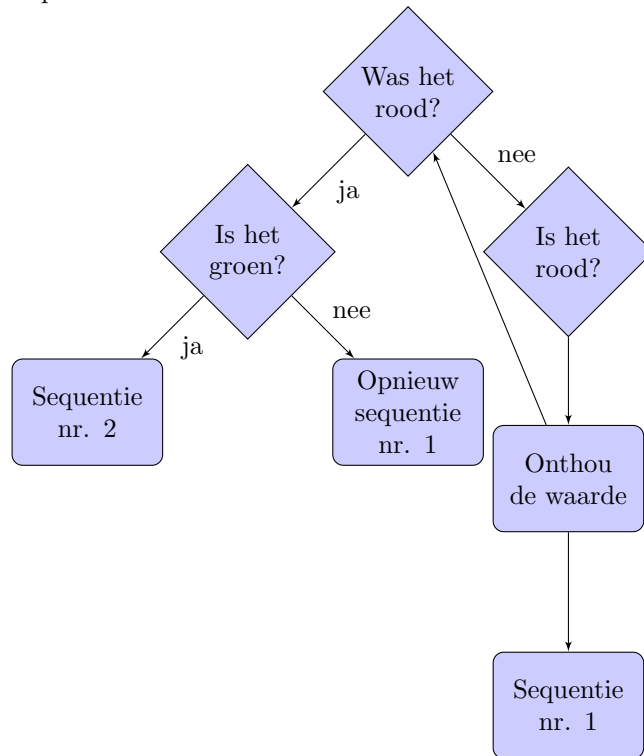 Was het
rood?
nee
ja
Is het
groen?
Is het
rood?
nee
ja
Sequentie
nr. 2
Opnieuw
sequentie
nr. 1
Onthou
de waarde
Sequentie
nr. 1